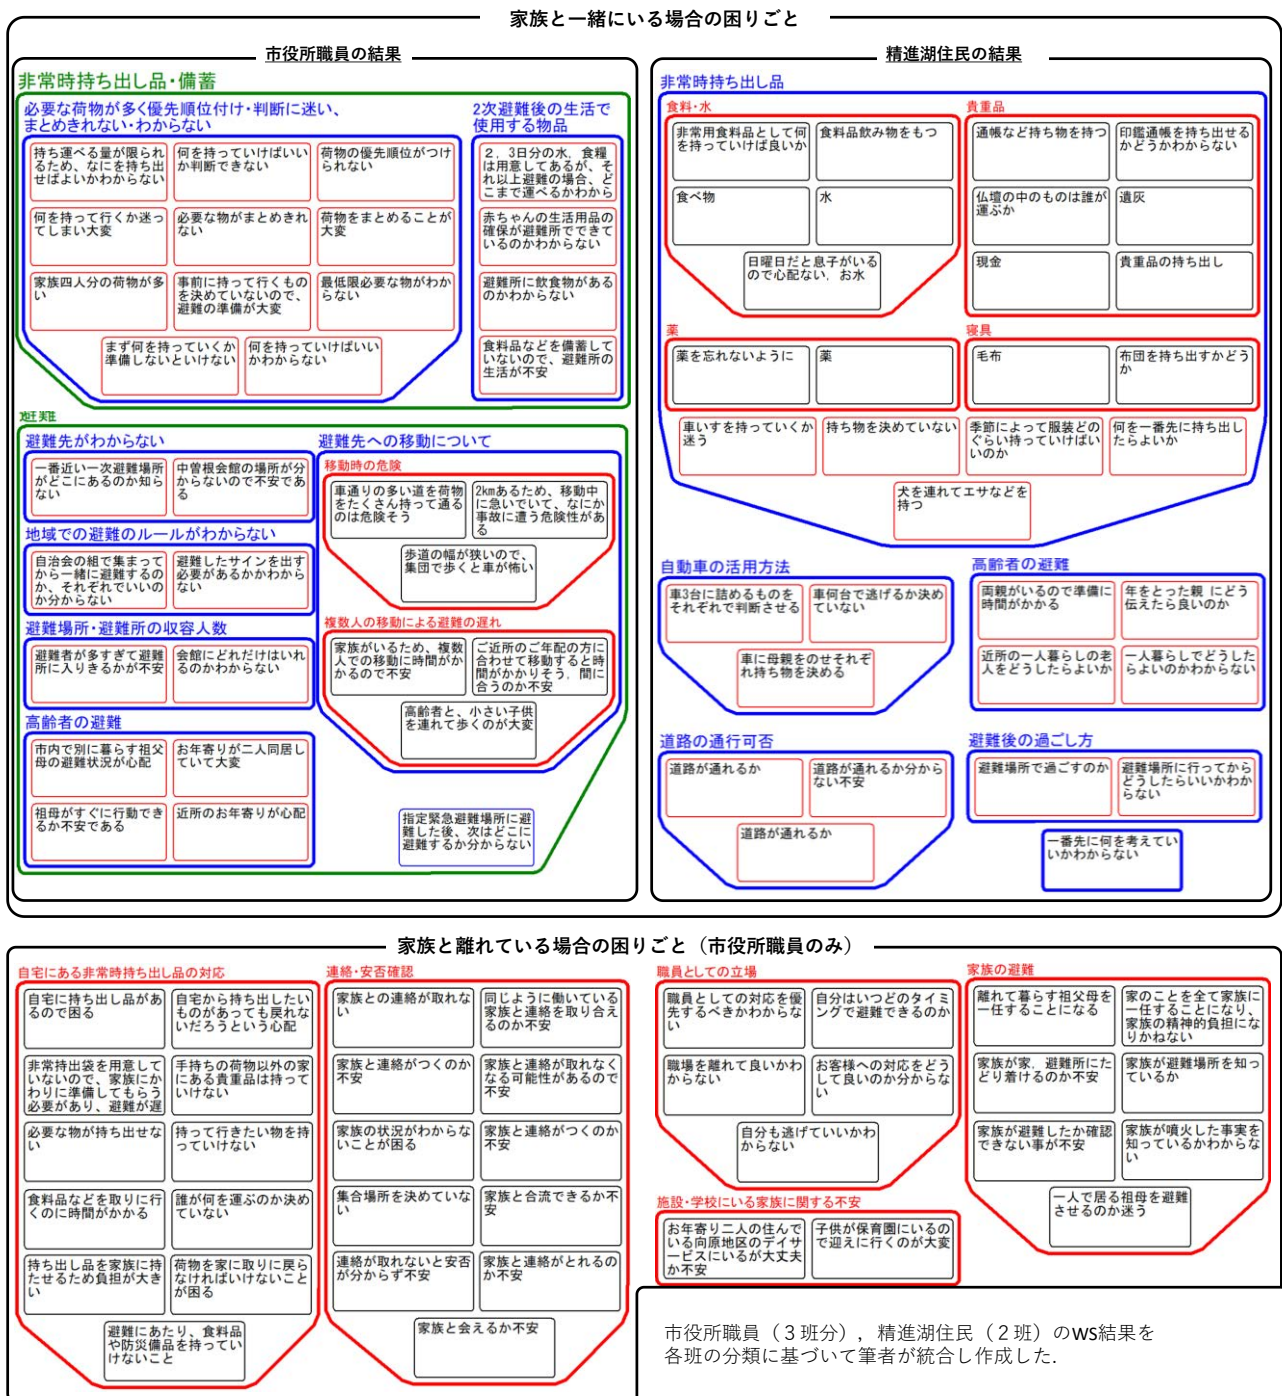 家族と一緒にいる場合の困りごと
市役所職員の結果
非常時持ち出し品・備蓄
必要な荷物が多く優先順位付け・判断に迷い、
まとめきれない・わからない
持ち運べる量が限られ
るため、なにを持ち出
せばよいかわからない
何を持っていけばいい
か判断できない
荷物の優先順位がつけ
られない
何を持って行くか迷っ
てしまい大変
必要な物がまとめきれ
ない
荷物をまとめることが
大変
家族四人分の荷物が多
い
事前に持って行くもの
を決めていないので、
避難の準備が大変
最低限必要な物がわか
らない
まず何を持っていくか
準備しないといけない
何を持っていけばいい
かわからない
2次避難後の生活で
使用する物品
2，3日分の水，食糧
は用意してあるが、そ
れ以上避難の場合、ど
こまで運べるかわから
赤ちゃんの生活用品の
確保が避難所でできて
いるのかわからない
避難所に飲食物がある
のかわからない
食料品などを備蓄して
いないので、避難所の
生活が不安
避難
避難先がわからない
一番近い一次避難場所
がどこにあるのか知ら
ない
中曽根会館の場所が分
からないので不安であ
る
地域での避難のルールがわからない
自治会の組で集まって
から一緒に避難するの
か、それぞれでいいの
か分からない
避難したサインを出す
必要があるかわから
ない
避難場所・避難所の収容人数
避難者が多すぎて避難
所に入りきるかが不安
会館にどれだけはいれ
るのかわからない
高齢者の避難
市内で別に暮らす祖父
母の避難状況が心配
お年寄りが二人同居し
ていて大変
祖母がすぐに行動でき
るか不安である
近所のお年寄りが心配
避難先への移動について
移動時の危険
車通りの多い道を荷物
をたくさん持って通る
のは危険そう
2kmあるため、移動中
に急いでいて、なにか
事故に遭う危険性があ
る
歩道の幅が狭いので、
集団で歩くと車が怖い
複数人の移動による避難の遅れ
家族がいるため、複数
人での移動に時間がか
かるので不安
ご近所のご年配の方に
合わせて移動すると時
間がかかりそう，間に
合うのか不安
高齢者と、小さい子供
を連れて歩くのが大変
指定緊急避難場所に避
難した後、次はどこに
避難するか分からない
精進湖住民の結果
非常時持ち出し品
食料・水
非常用食料品として何
を持っていけば良いか
食料品飲み物をもつ
食べ物
水
日曜日だと息子がいる
ので心配ない，お水
貴重品
通帳など持ち物を持つ
印鑑通帳を持ち出せる
かどうかわからない
仏壇の中のものは誰が
運ぶか
遺灰
現金
貴重品の持ち出し
薬
薬を忘れないように
薬
寝具
毛布
布団を持ち出すかどう
か
車いすを持っていくか
迷う
持ち物を決めていない
季節によって服装どの
ぐらい持っていけばい
いのか
何を一番先に持ち出し
たらよいか
犬を連れてエサなどを
持つ
自動車の活用方法
車3台に詰めるものを
それぞれで判断させる
車何台で逃げるか決め
ていない
車に母親をのせそれぞ
れ持ち物を決める
高齢者の避難
両親がいるので準備に
時間がかかる
年をとった親 にどう
伝えたら良いのか
近所の一人暮らしの老
人をどうしたらよいか
一人暮らしでどうした
らよいのかわからない
道路の通行可否
道路が通れるか
道路が通れるか分から
ない不安
道路が通れるか
避難後の過ごし方
避難場所で過ごすのか
避難場所に行ってから
どうしたらいいかわか
らない
一番先に何を考えてい
いかわからない
家族と離れている場合の困りごと（市役所職員のみ）
自宅にある非常時持ち出し品の対応
自宅に持ち出し品があ
るので困る
自宅から持ち出したい
ものがあっても戻れな
いだろうという心配
非常持出袋を用意して
いないので、家族にか
わりに準備してもらう
必要があり、避難が遅
手持ちの荷物以外の家
にある貴重品は持って
いけない
必要な物が持ち出せな
い
持って行きたい物を持
っていけない
食料品などを取りに行
くのに時間がかかる
誰が何を運ぶのか決め
ていない
持ち出し品を家族に持
たせるため負担が大き
い
荷物を家に取りに戻ら
なければいけないこと
が困る
避難にあたり、食料品
や防災備品を持ってい
けないこと
連絡・安否確認
家族との連絡が取れな
い
同じように働いている
家族と連絡を取り合え
るのか不安
家族と連絡がつくのか
不安
家族と連絡が取れなく
なる可能性があるので
不安
家族の状況がわからな
いことが困る
家族と連絡がつくのか
不安
集合場所を決めていな
い
家族と合流できるか不
安
連絡が取れないと安否
が分からず不安
家族と連絡がとれるの
か不安
家族と会えるか不安
職員としての立場
職員としての対応を優
先するべきかわからな
い
自分はいつどのタイミ
ングで避難できるのか
職場を離れて良いかわ
からない
お客様への対応をどう
して良いのか分からな
い
自分も逃げていいかわ
からない
施設・学校にいる家族に関する不安
お年寄り二人の住んで
いる向原地区のデイサ
ービスにいるが大丈夫
か不安
子供が保育園にいるの
で迎えに行くのが大変
家族の避難
離れて暮らす祖父母を
一任することになる
家のことを全て家族に
一任することになり、
家族の精神的負担にな
りかねない
家族が家，避難所にた
どり着けるのか不安
家族が避難場所を知っ
ているか
家族が避難したか確認
できない事が不安
家族が噴火した事実を
知っているかわからな
い
一人で居る祖母を避難
させるのか迷う
市役所職員（３班分），精進湖住民（２班）のWS結果を
各班の分類に基づいて筆者が統合し作成した．